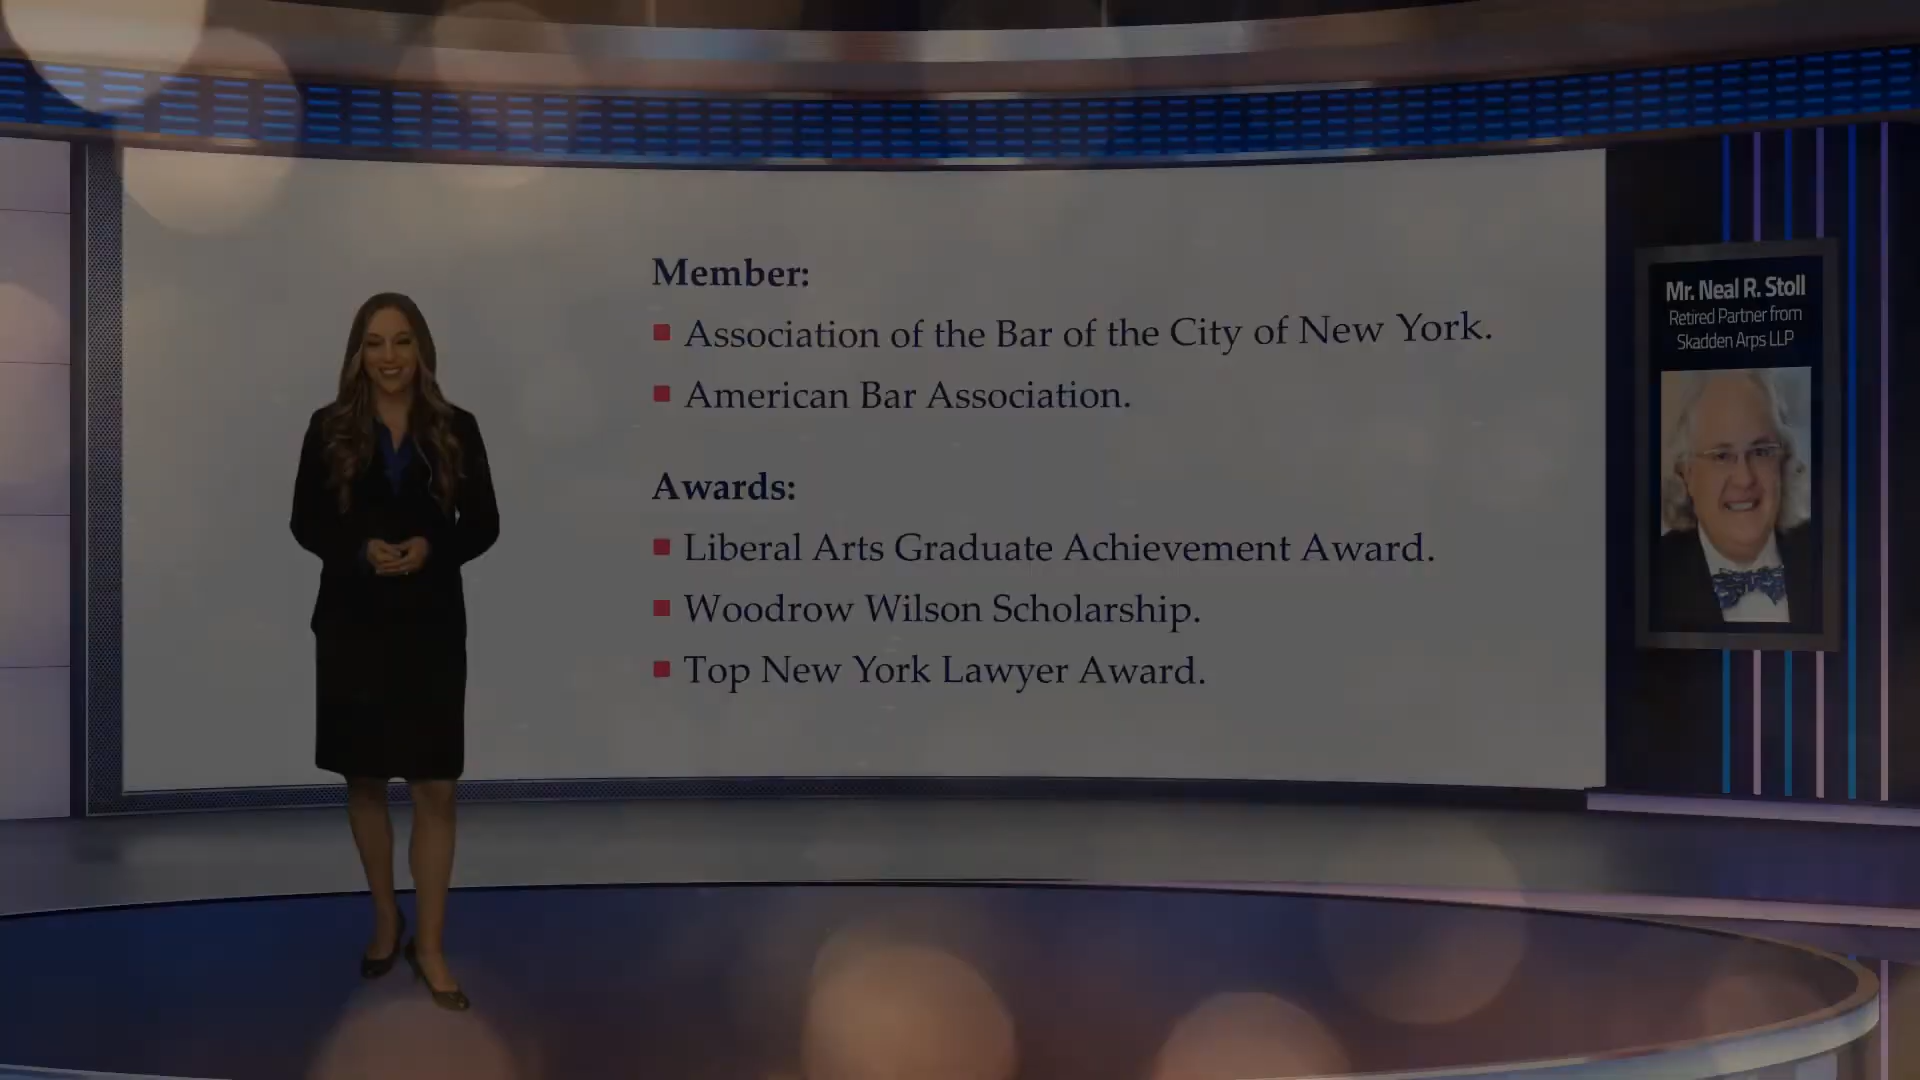 Member:
Association of the Bar of the City of New York.
American Bar Association.
Awards:
Liberal Arts Graduate Achievement Award.
Woodrow Wilson Scholarship.
Top New York Lawyer Award.
Mr. Neal R. Stoll
Retired Partner from
Skadden Arps LLP